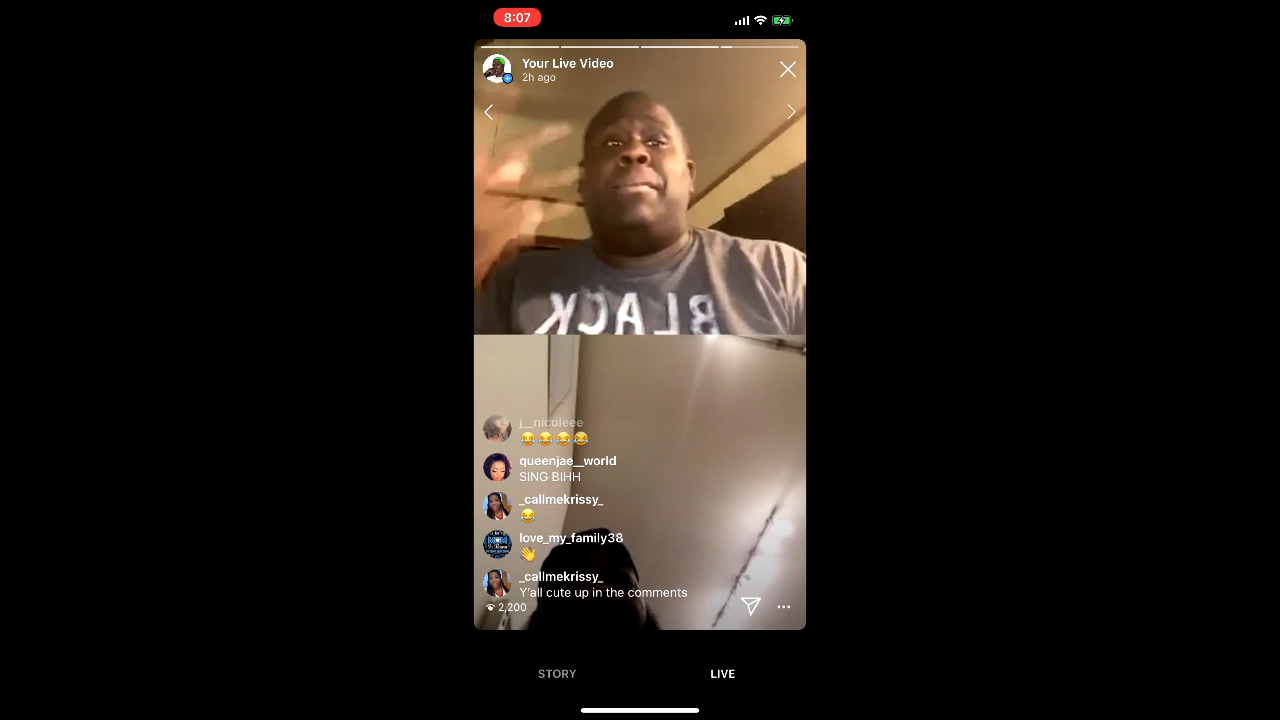 8:07
Your Live Video
2h ago
BLACK
j__nicoleee
😂😂😂😂
queenjae__world
SING BIHH
_callmekrissy_
😂
love_my_family38
👋
_callmekrissy_
Y'all cute up in the comments
2,200
STORY
LIVE